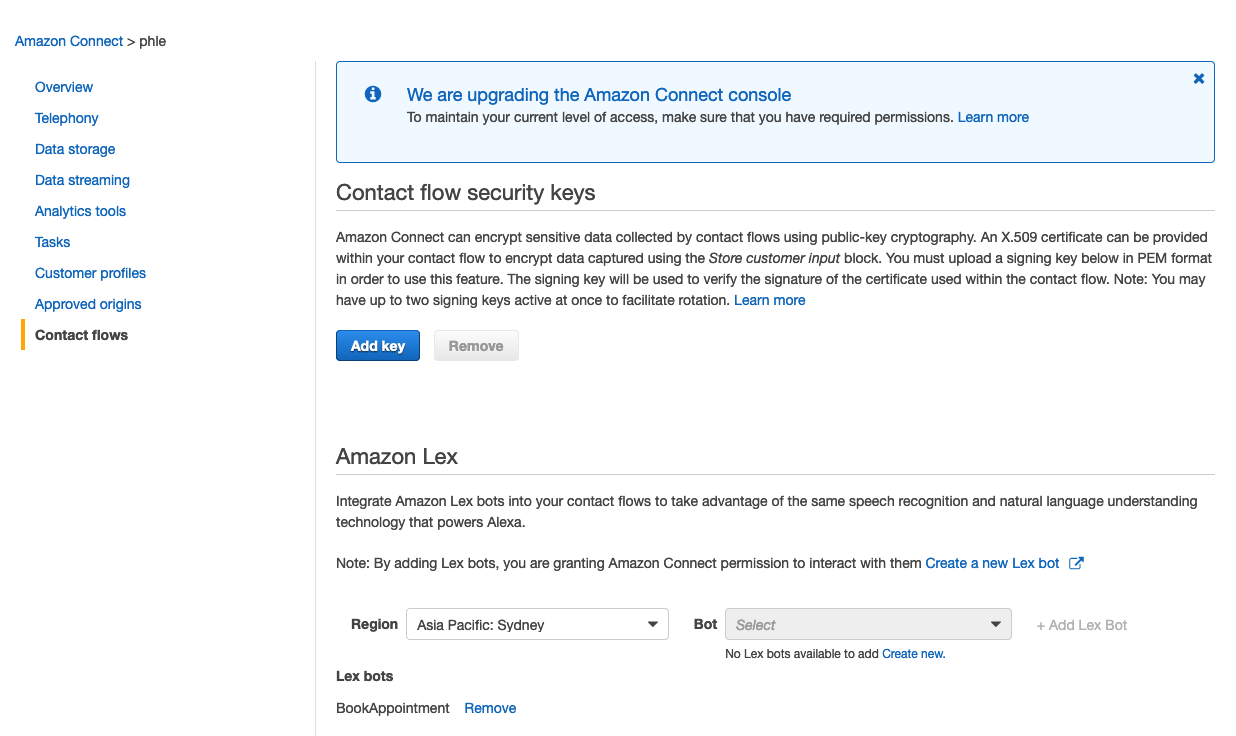 Amazon Connect > phle
Overview
Telephony
Data storage
Data streaming
Analytics tools
Tasks
Customer profiles
Approved origins
Contact flows
We are upgrading the Amazon Connect console
To maintain your current level of access, make sure that you have required permissions. Learn more
Contact flow security keys
Amazon Connect can encrypt sensitive data collected by contact flows using public-key cryptography. An X.509 certificate can be provided
within your contact flow to encrypt data captured using the Store customer input block. You must upload a signing key below in PEM format
in order to use this feature. The signing key will be used to verify the signature of the certificate used within the contact flow. Note: You may
have up to two signing keys active at once to facilitate rotation. Learn more
Add key Remove
Amazon Lex
Integrate Amazon Lex bots into your contact flows to take advantage of the same speech recognition and natural language understanding
technology that powers Alexa.
Note: By adding Lex bots, you are granting Amazon Connect permission to interact with them Create a new Lex bot
Region Asia Pacific: Sydney Bot Select + Add Lex Bot
No Lex bots available to add Create new.
Lex bots
BookAppointment Remove